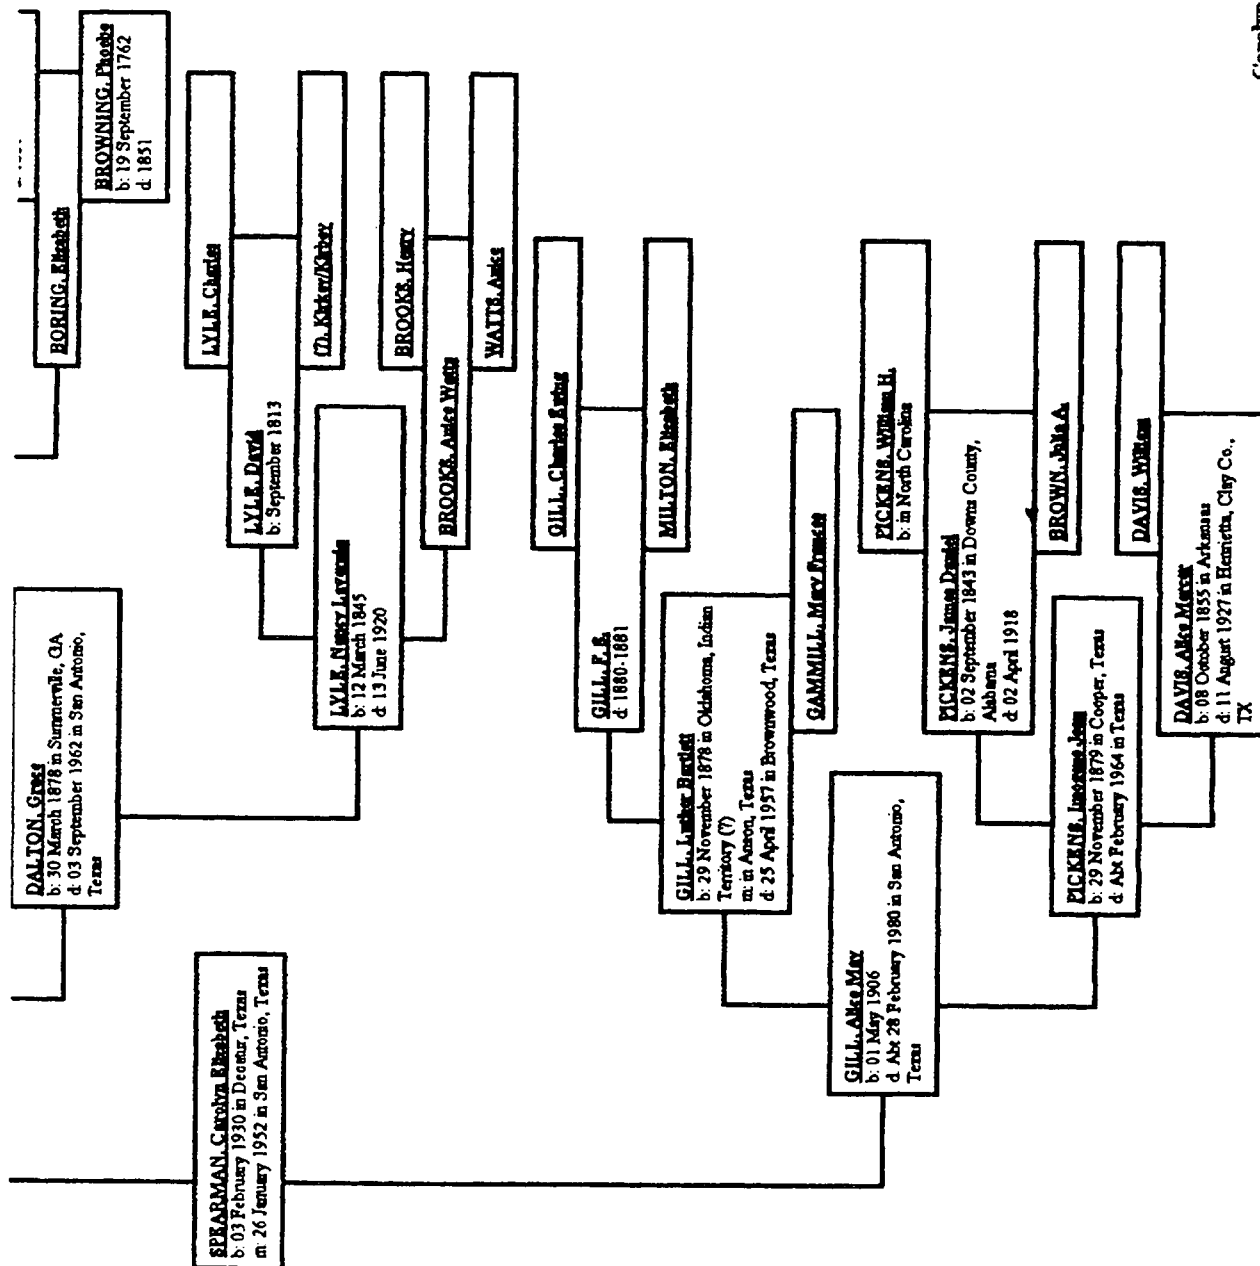 BORING, Elizabeth
BROWNING, Phoebe
b: 19 September 1762
d: 1851
DALTON, Grace
b: 30 March 1878 in Summerville, GA
d: 03 September 1962 in San Antonio,
Texas
LYLE, Charles
LYLE, David
b: September 1813
(?), Kirker/Kirbey
LYLE, Nancy
b: 12 March 1845
d: 13 June 1920
BROOKS, Henry
BROOKS, Anice Watts
WATTS, Anice
SPEARMAN, Carolyn Elizabeth
b: 03 February 1930 in Decatur, Texas
m: 26 January 1952 in San Antonio, Texas
GILL, Charles Ewing
GILL, F. E.
d: 1880-1881
MILTON, Elizabeth
GILL, Luther Bartlett
b: 29 November 1878 in Oklahoma, Indian
Territory (?)
m: in Anson, Texas
d: 25 April 1957 in Brownwood, Texas
GAMMILL, Mary Frances
GILL, Alice May
b: 01 May 1906
d: Abt 28 February 1980 in San Antonio,
Texas
PICKENS, William H.
b: in North Carolina
PICKENS, James Daniel
b: 02 September 1843 in Downs County,
Alabama
d: 02 April 1918
BROWN, Julia A.
PICKENS, Imogene Jean
b: 29 November 1879 in Cooper, Texas
d: Abt February 1964 in Texas
DAVIS, William
DAVIS, Alice Mercer
b: 08 October 1855 in Arkansas
d: 11 August 1927 in Henrietta, Clay Co.,
TX